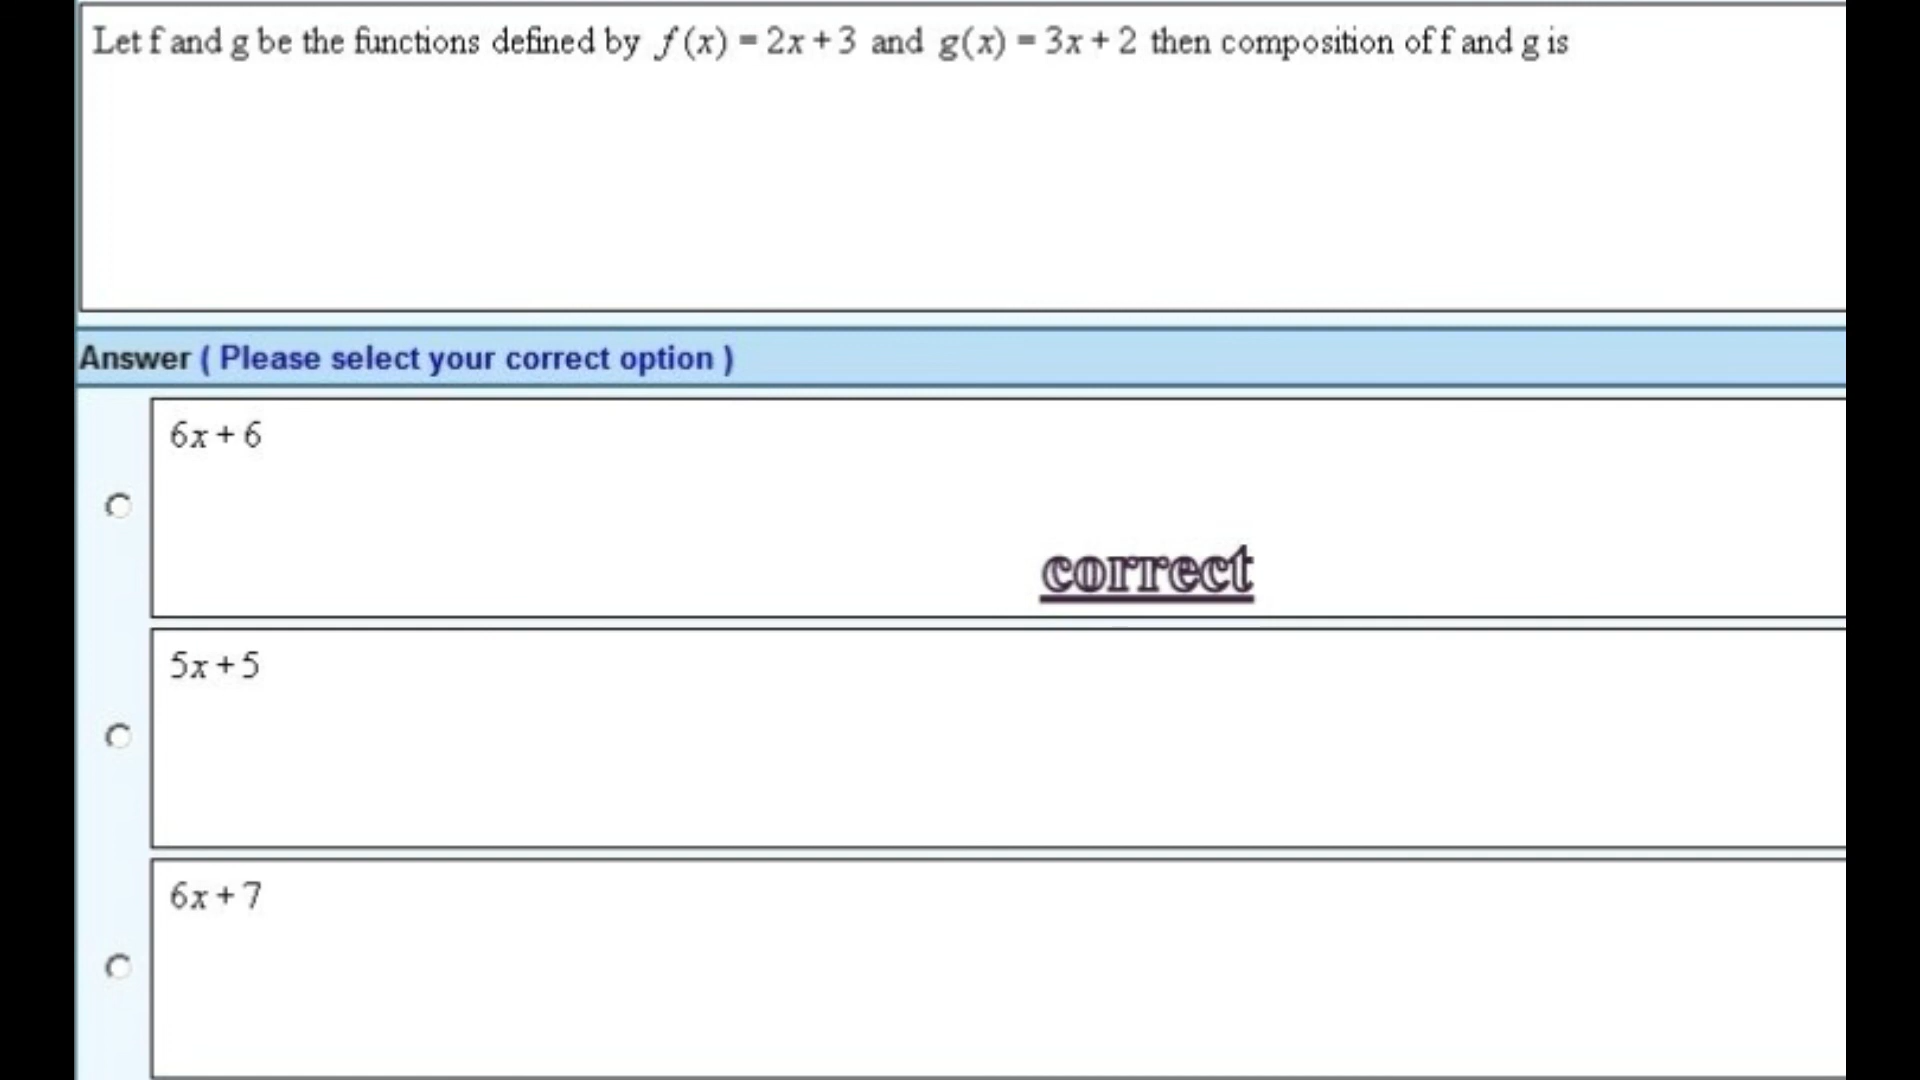 Let f and g be the functions defined by f(x) = 2x + 3 and g(x) = 3x + 2 then composition of f and g is
Answer ( Please select your correct option )
6x + 6
correct
5x + 5
6x + 7